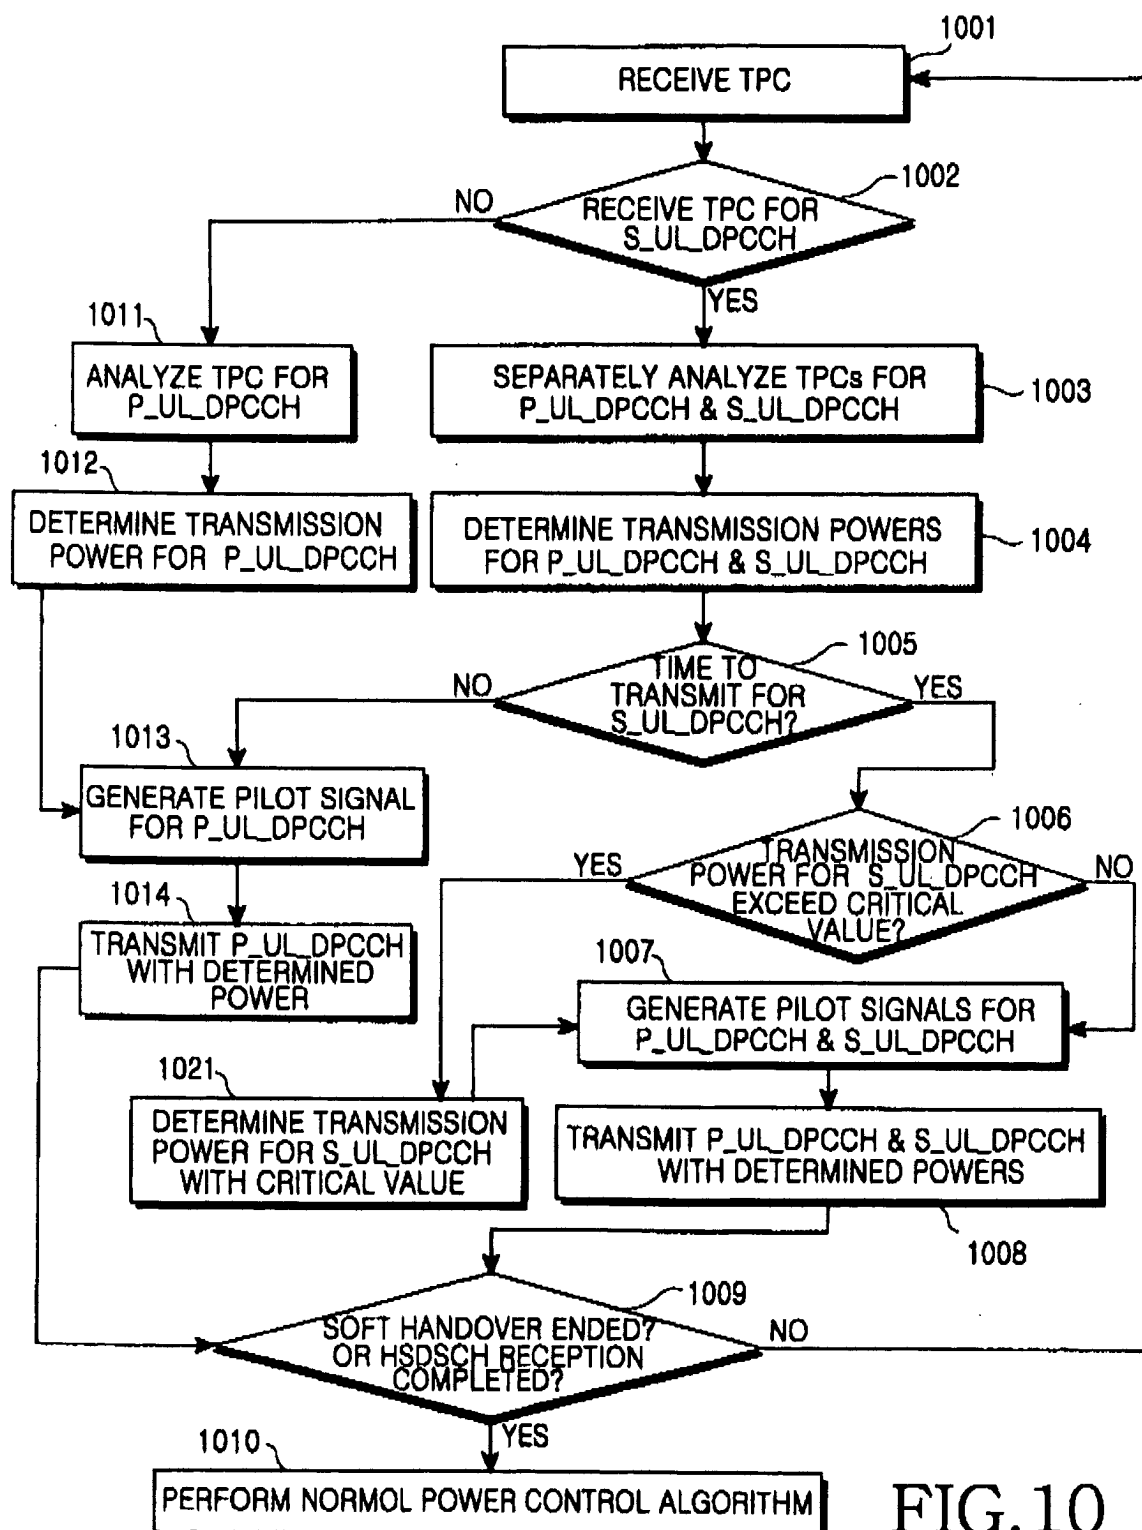 1001
RECEIVE TPC
1002
NO
RECEIVE TPC FOR
S_UL_DPCCH
YES
1011
ANALYZE TPC FOR
P_UL_DPCCH
SEPARATELY ANALYZE TPCs FOR
P_UL_DPCCH & S_UL_DPCCH
1003
1012
DETERMINE TRANSMISSION
POWER FOR P_UL_DPCCH
DETERMINE TRANSMISSION POWERS
FOR P_UL_DPCCH & S_UL_DPCCH
1004
1005
NO
TIME TO
TRANSMIT FOR
S_UL_DPCCH?
YES
1013
GENERATE PILOT SIGNAL
FOR P_UL_DPCCH
1006
YES
TRANSMISSION
POWER FOR S_UL_DPCCH
EXCEED CRITICAL
VALUE?
NO
1014
TRANSMIT P_UL_DPCCH
WITH DETERMINED
POWER
1007
GENERATE PILOT SIGNALS FOR
P_UL_DPCCH & S_UL_DPCCH
1021
DETERMINE TRANSMISSION
POWER FOR S_UL_DPCCH
WITH CRITICAL VALUE
TRANSMIT P_UL_DPCCH & S_UL_DPCCH
WITH DETERMINED POWERS
1008
1009
SOFT HANDOVER ENDED?
OR HSDSCH RECEPTION
COMPLETED?
NO
YES
1010
PERFORM NORMOL POWER CONTROL ALGORITHM
FIG.10